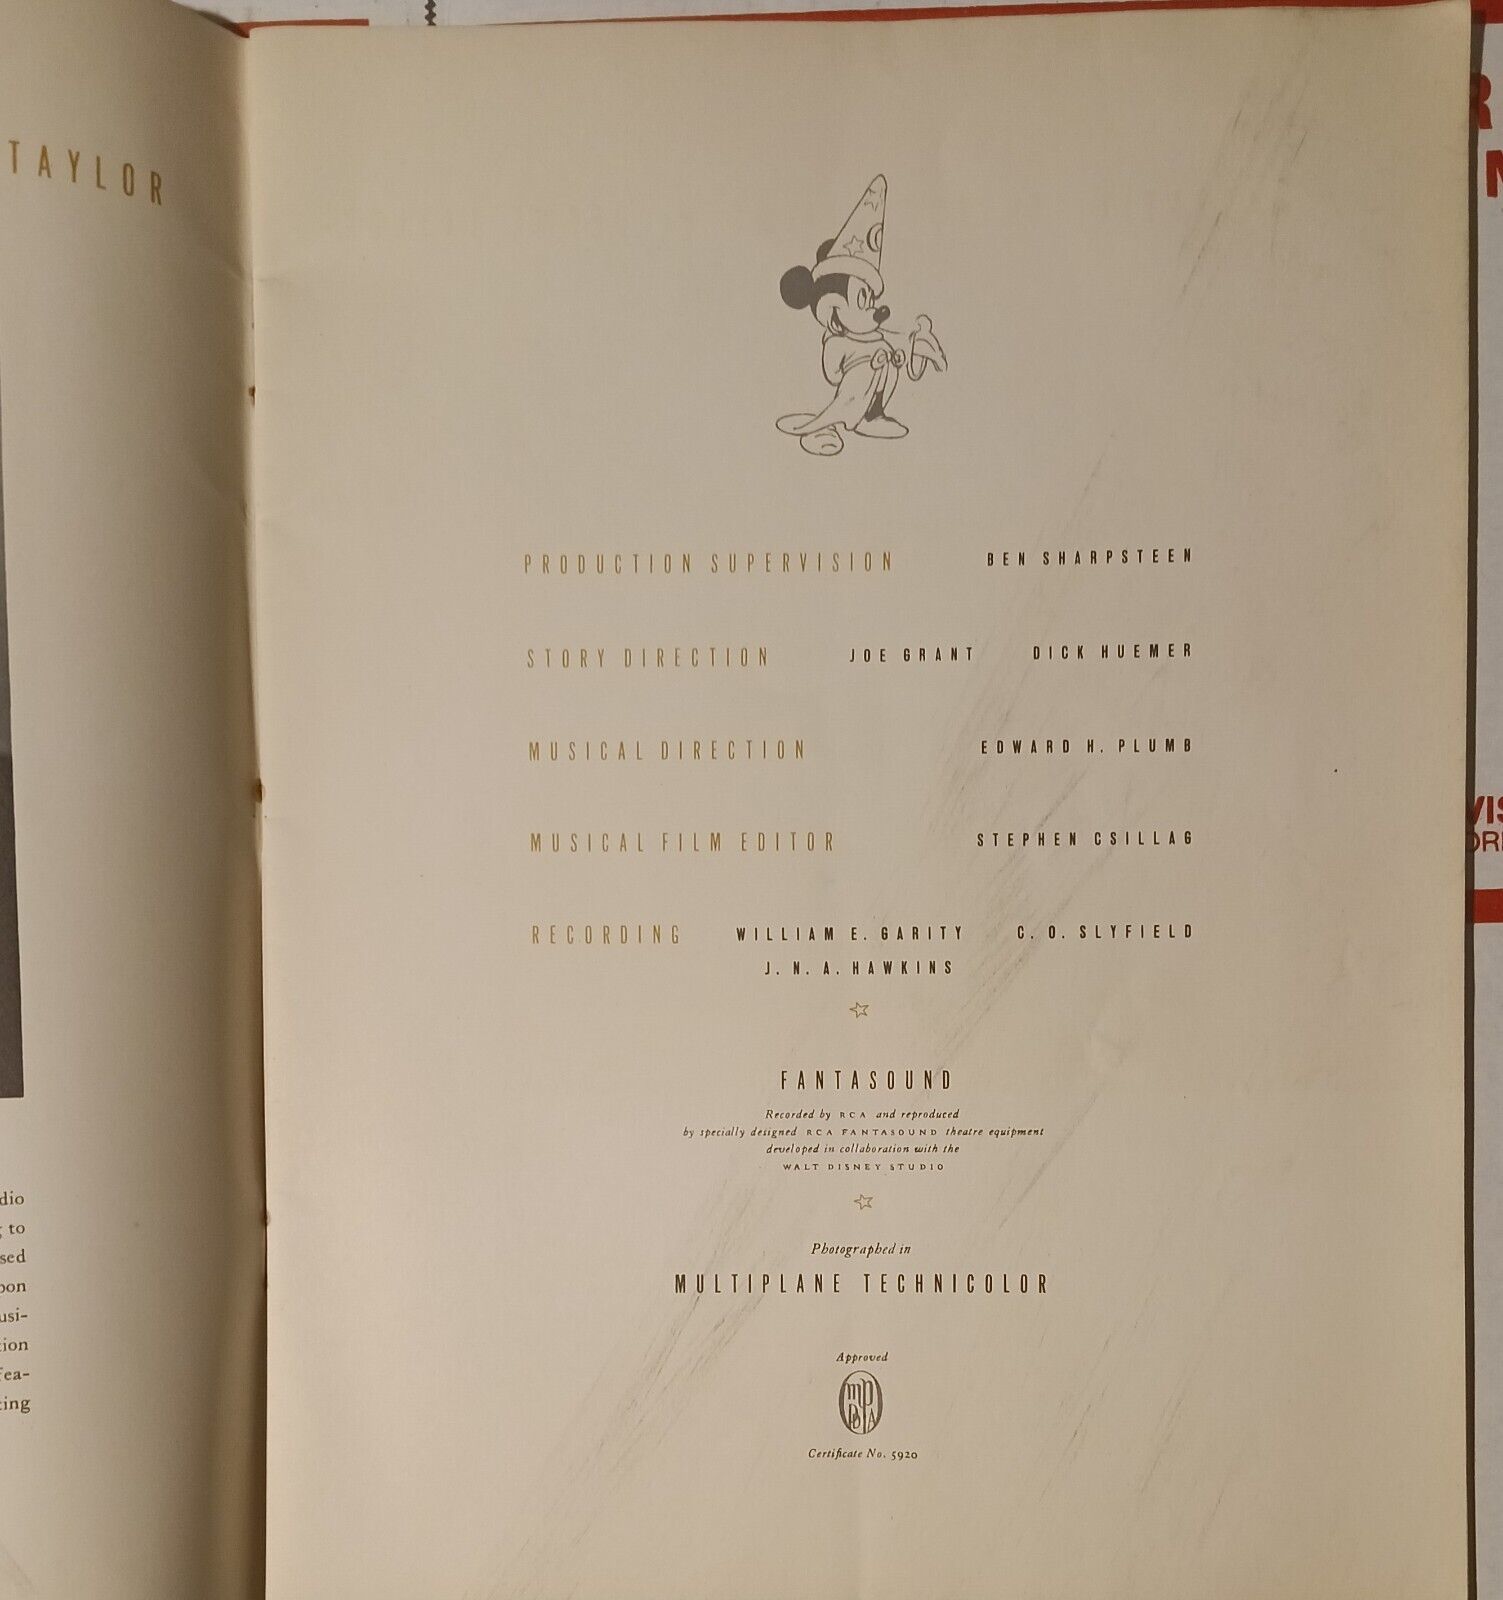 TAYLOR
dio
to
sed
usi-
fea-
PRODUCTION SUPERVISION BEN SHARPSTEEN
STORY DIRECTION JOE GRANT DICK HUEMER
MUSICAL DIRECTION EDWARD H. PLUMB
MUSICAL FILM EDITOR STEPHEN CSILLAG
RECORDING WILLIAM E. GARITY C. O. SLYFIELD
J. N. A. HAWKINS
FANTASOUND
Recorded by RCA and reproduced
by specially designed RCA FANTASOUND theatre equipment
developed in collaboration with the
WALT DISNEY STUDIO
Photographed in
MULTIPLANE TECHNICOLOR
Approved
MPPDA
Certificate No. 5920